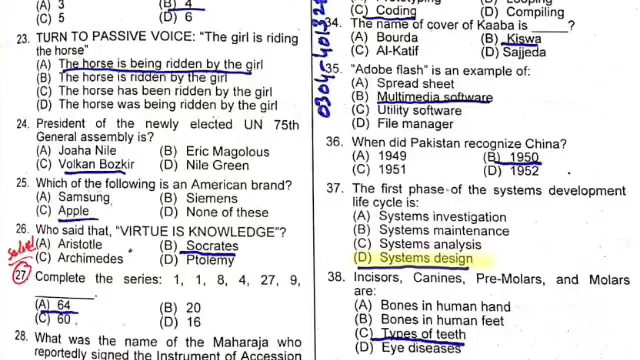 (A) 3 (B) 4
(C) 5 (D) 6
23. TURN TO PASSIVE VOICE: "The girl is riding
the horse"
(A) The horse is being ridden by the girl
(B) The horse is ridden by the girl
(C) The horse has been ridden by the girl
(D) The horse was being ridden by the girl
24. President of the newly elected UN 75th
General assembly is?
(A) Joaha Nile (B) Eric Magolous
(C) Volkan Bozkir (D) Nile Green
25. Which of the following is an American brand?
(A) Samsung (B) Siemens
(C) Apple (D) None of these
26. Who said that, "VIRTUE IS KNOWLEDGE"?
(A) Aristotle (B) Socrates
(C) Archimedes (D) Ptolemy
27 Complete the series: 1, 1, 8, 4, 27, 9,
______
(A) 64 (B) 20
(C) 60 (D) 16
28. What was the name of the Maharaja who
reportedly signed the Instrument of Accession
0304-401321
(C) Coding (D) Compiling
34. The name of cover of Kaaba is _____?
(A) Bourda (B) Kiswa
(C) Al-Katif (D) Sajjeda
35. "Adobe flash" is an example of:
(A) Spread sheet
(B) Multimedia software
(C) Utility software
(D) File manager
36. When did Pakistan recognize China?
(A) 1949 (B) 1950
(C) 1951 (D) 1952
37. The first phase of the systems development
life cycle is:
(A) Systems investigation
(B) Systems maintenance
(C) Systems analysis
(D) Systems design
38. Incisors, Canines, Pre-Molars, and Molars
are:
(A) Bones in human hand
(B) Bones in human feet
(C) Types of teeth
(D) Eye diseases